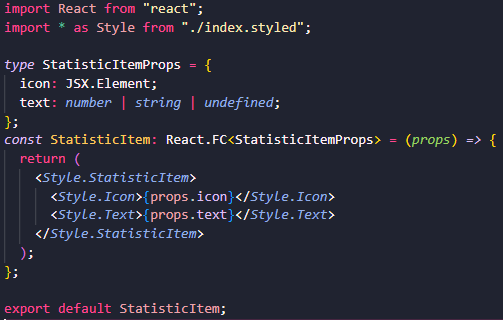 import React from "react";
import * as Style from "./index.styled";
type StatisticItemProps = {
icon: JSX.Element;
text: number | string | undefined;
};
const StatisticItem: React.FC<StatisticItemProps> = (props) => {
return (
<Style.StatisticItem>
<Style.Icon>{props.icon}</Style.Icon>
<Style.Text>{props.text}</Style.Text>
</Style.StatisticItem>
);
};
export default StatisticItem;